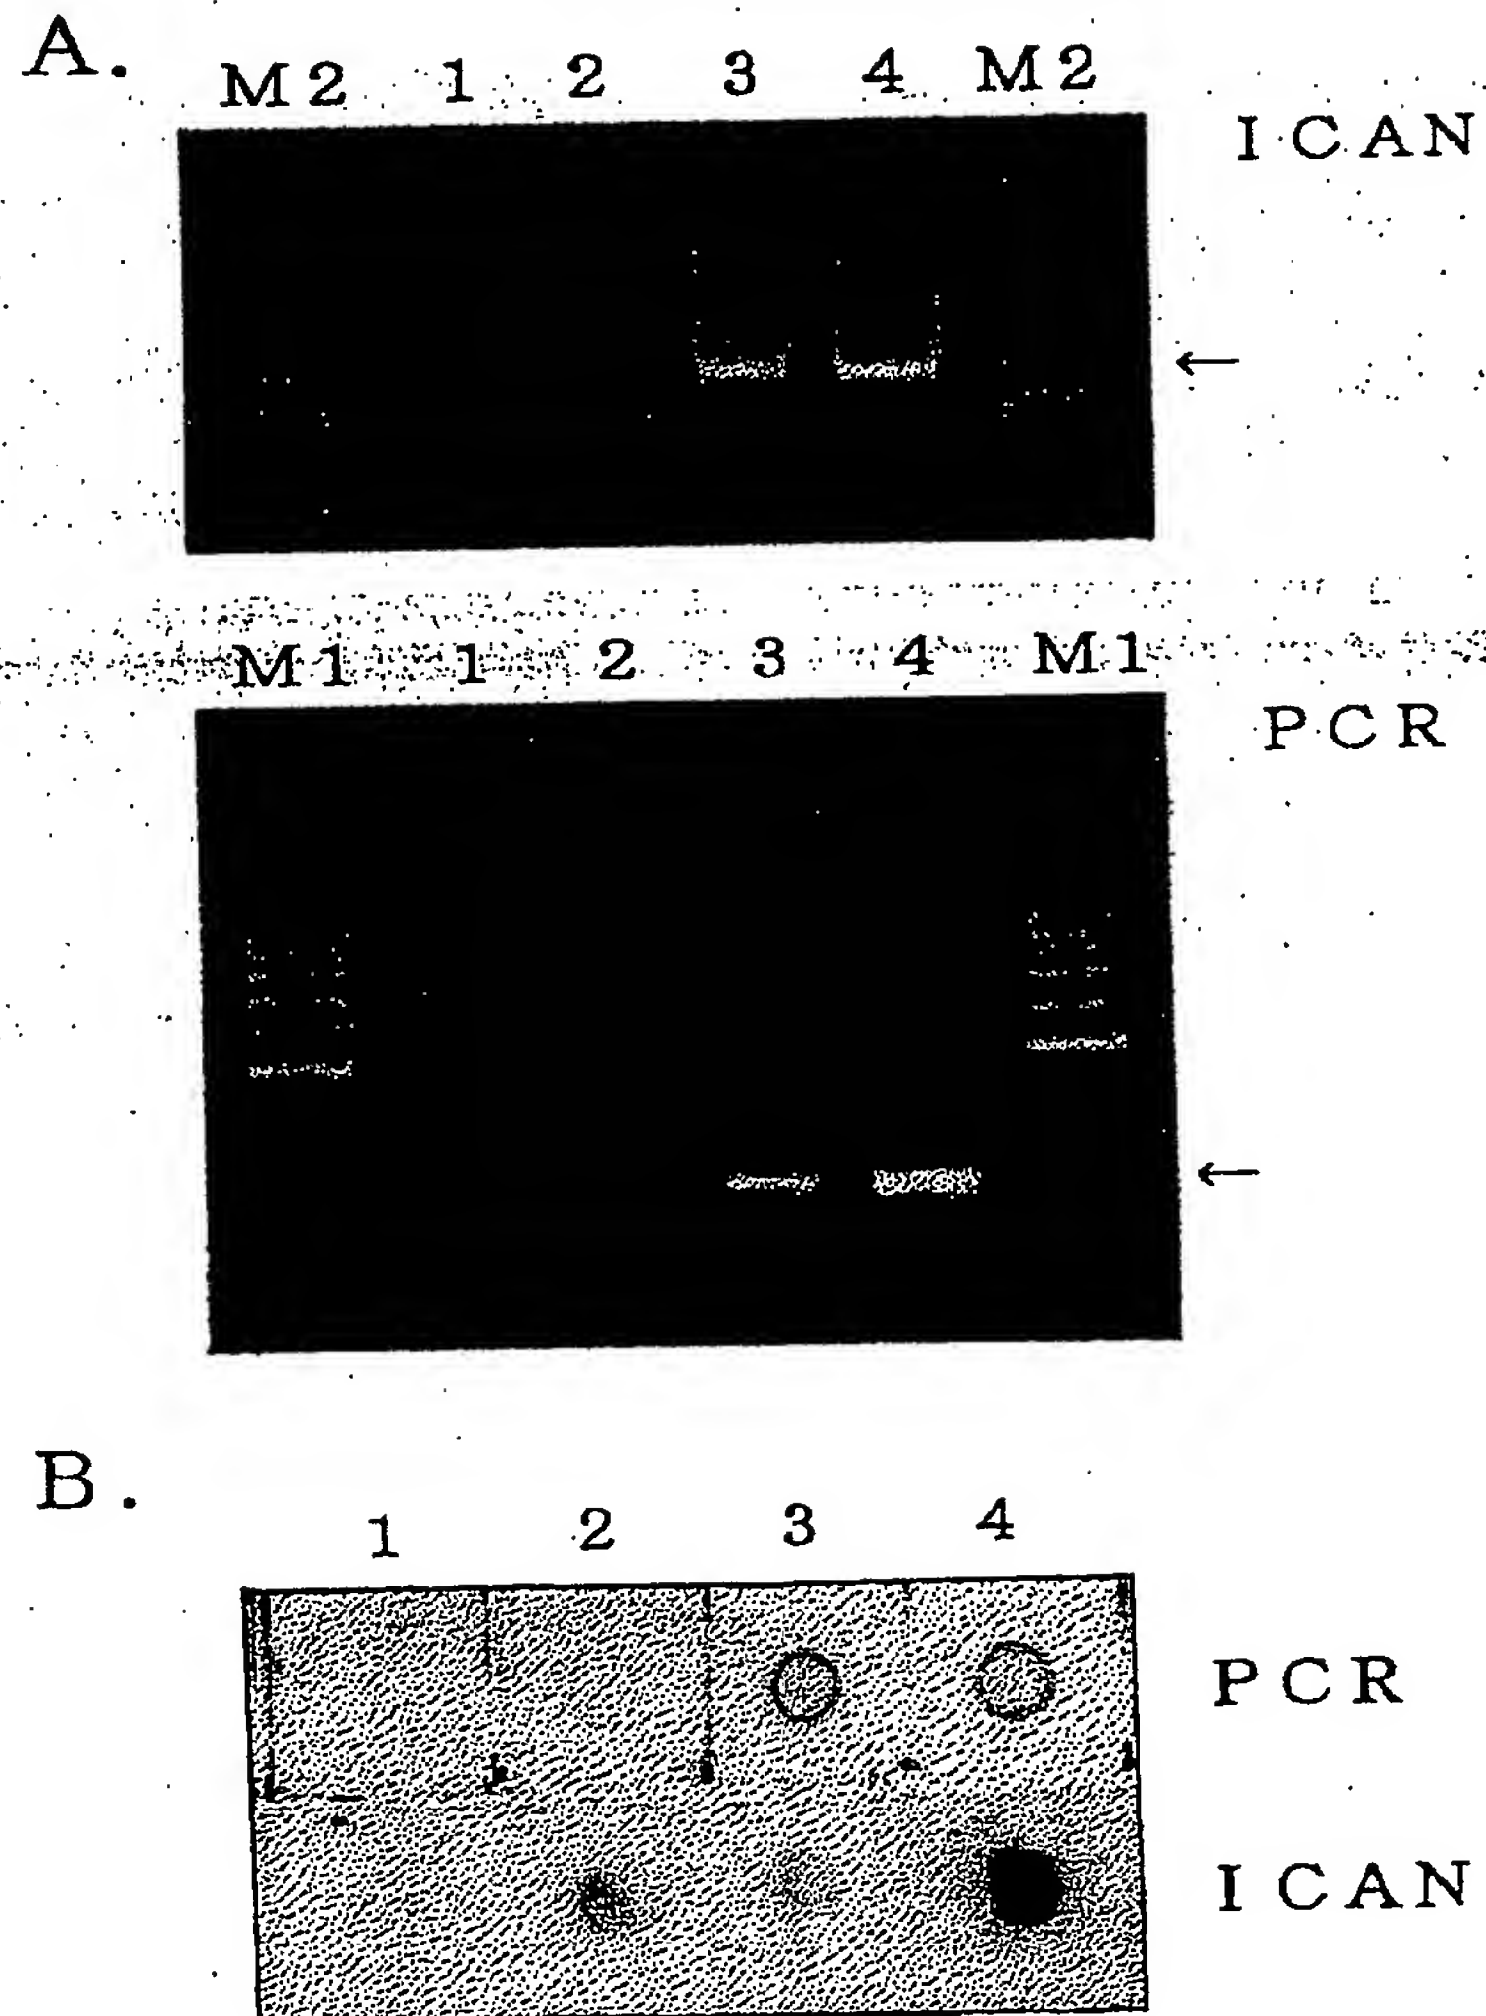 A.
M2 1 2 3 4 M2
ICAN
←
M1 1 2 3 4 M1
PCR
←
B.
1 2 3 4
PCR
ICAN